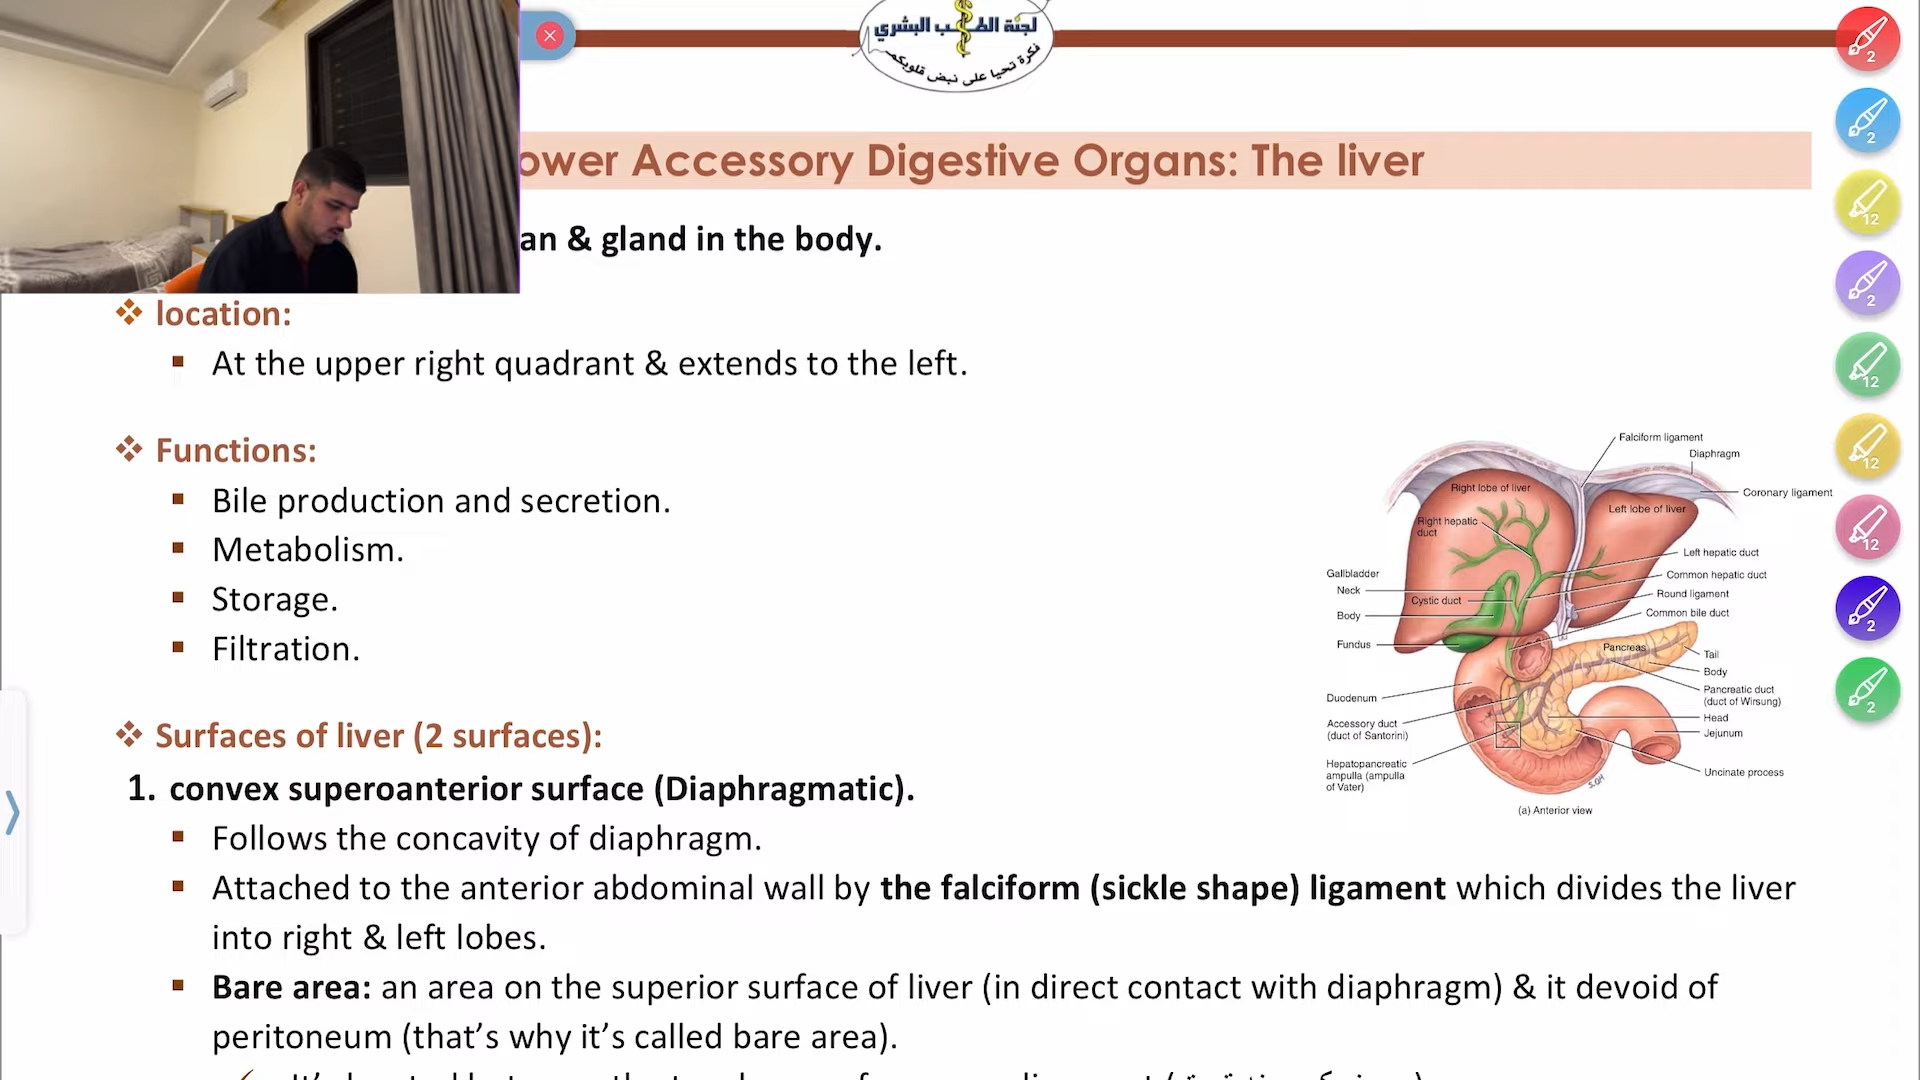 لجنة الطب البشري
فكرة تحيا على نبض قلوبكم
ower Accessory Digestive Organs: The liver
an & gland in the body.
location:
At the upper right quadrant & extends to the left.
Functions:
Bile production and secretion.
Metabolism.
Storage.
Filtration.
Surfaces of liver (2 surfaces):
1. convex superoanterior surface (Diaphragmatic).
Follows the concavity of diaphragm.
Attached to the anterior abdominal wall by the falciform (sickle shape) ligament which divides the liver
into right & left lobes.
Bare area: an area on the superior surface of liver (in direct contact with diaphragm) & it devoid of
peritoneum (that's why it's called bare area).
Falciform ligament
Diaphragm
Coronary ligament
Right lobe of liver
Left lobe of liver
Right hepatic
duct
Left hepatic duct
Common hepatic duct
Round ligament
Common bile duct
Gallbladder
Neck
Cystic duct
Body
Fundus
Pancreas
Tail
Body
Pancreatic duct
(duct of Wirsung)
Head
Jejunum
Uncinate process
Duodenum
Accessory duct
(duct of Santorini)
Hepatopancreatic
ampulla (ampulla
of Vater)
(a) Anterior view
2
2
12
2
12
12
12
2
2